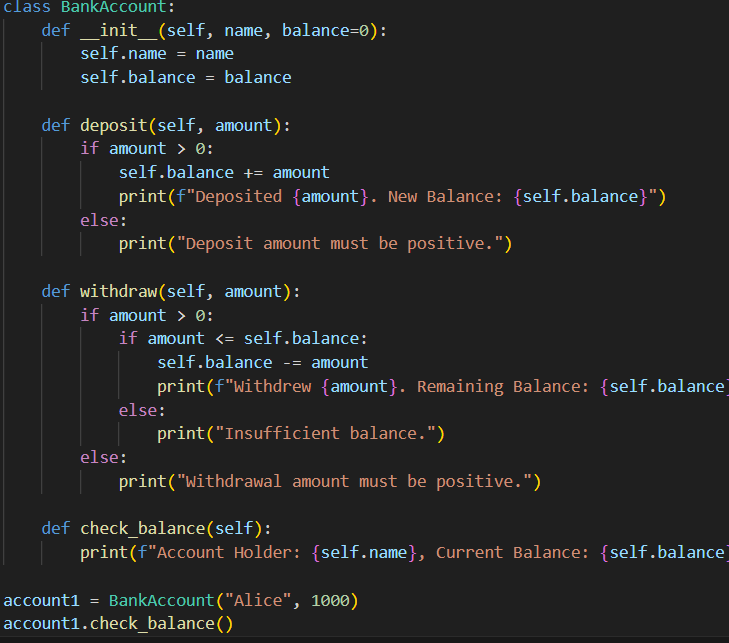 class BankAccount:
    def __init__(self, name, balance=0):
        self.name = name
        self.balance = balance

    def deposit(self, amount):
        if amount > 0:
            self.balance += amount
            print(f"Deposited {amount}. New Balance: {self.balance}")
        else:
            print("Deposit amount must be positive.")

    def withdraw(self, amount):
        if amount > 0:
            if amount <= self.balance:
                self.balance -= amount
                print(f"Withdrew {amount}. Remaining Balance: {self.balance}
            else:
                print("Insufficient balance.")
        else:
            print("Withdrawal amount must be positive.")

    def check_balance(self):
        print(f"Account Holder: {self.name}, Current Balance: {self.balance}

account1 = BankAccount("Alice", 1000)
account1.check_balance()